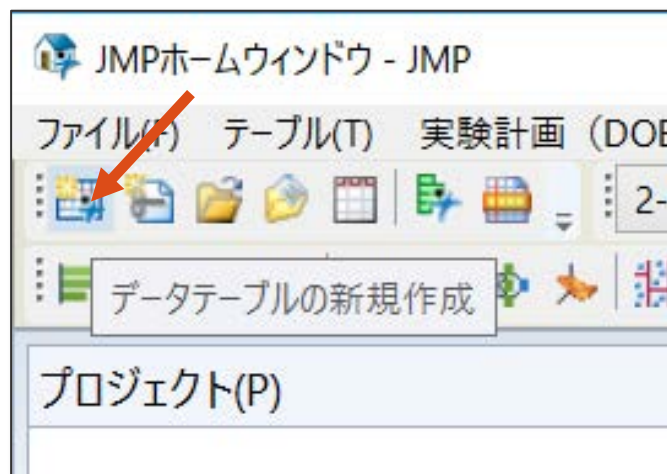 JMPホームウィンドウ - JMP
ファイル(F) テーブル(T) 実験計画（DOE
2-
データテーブルの新規作成
プロジェクト(P)